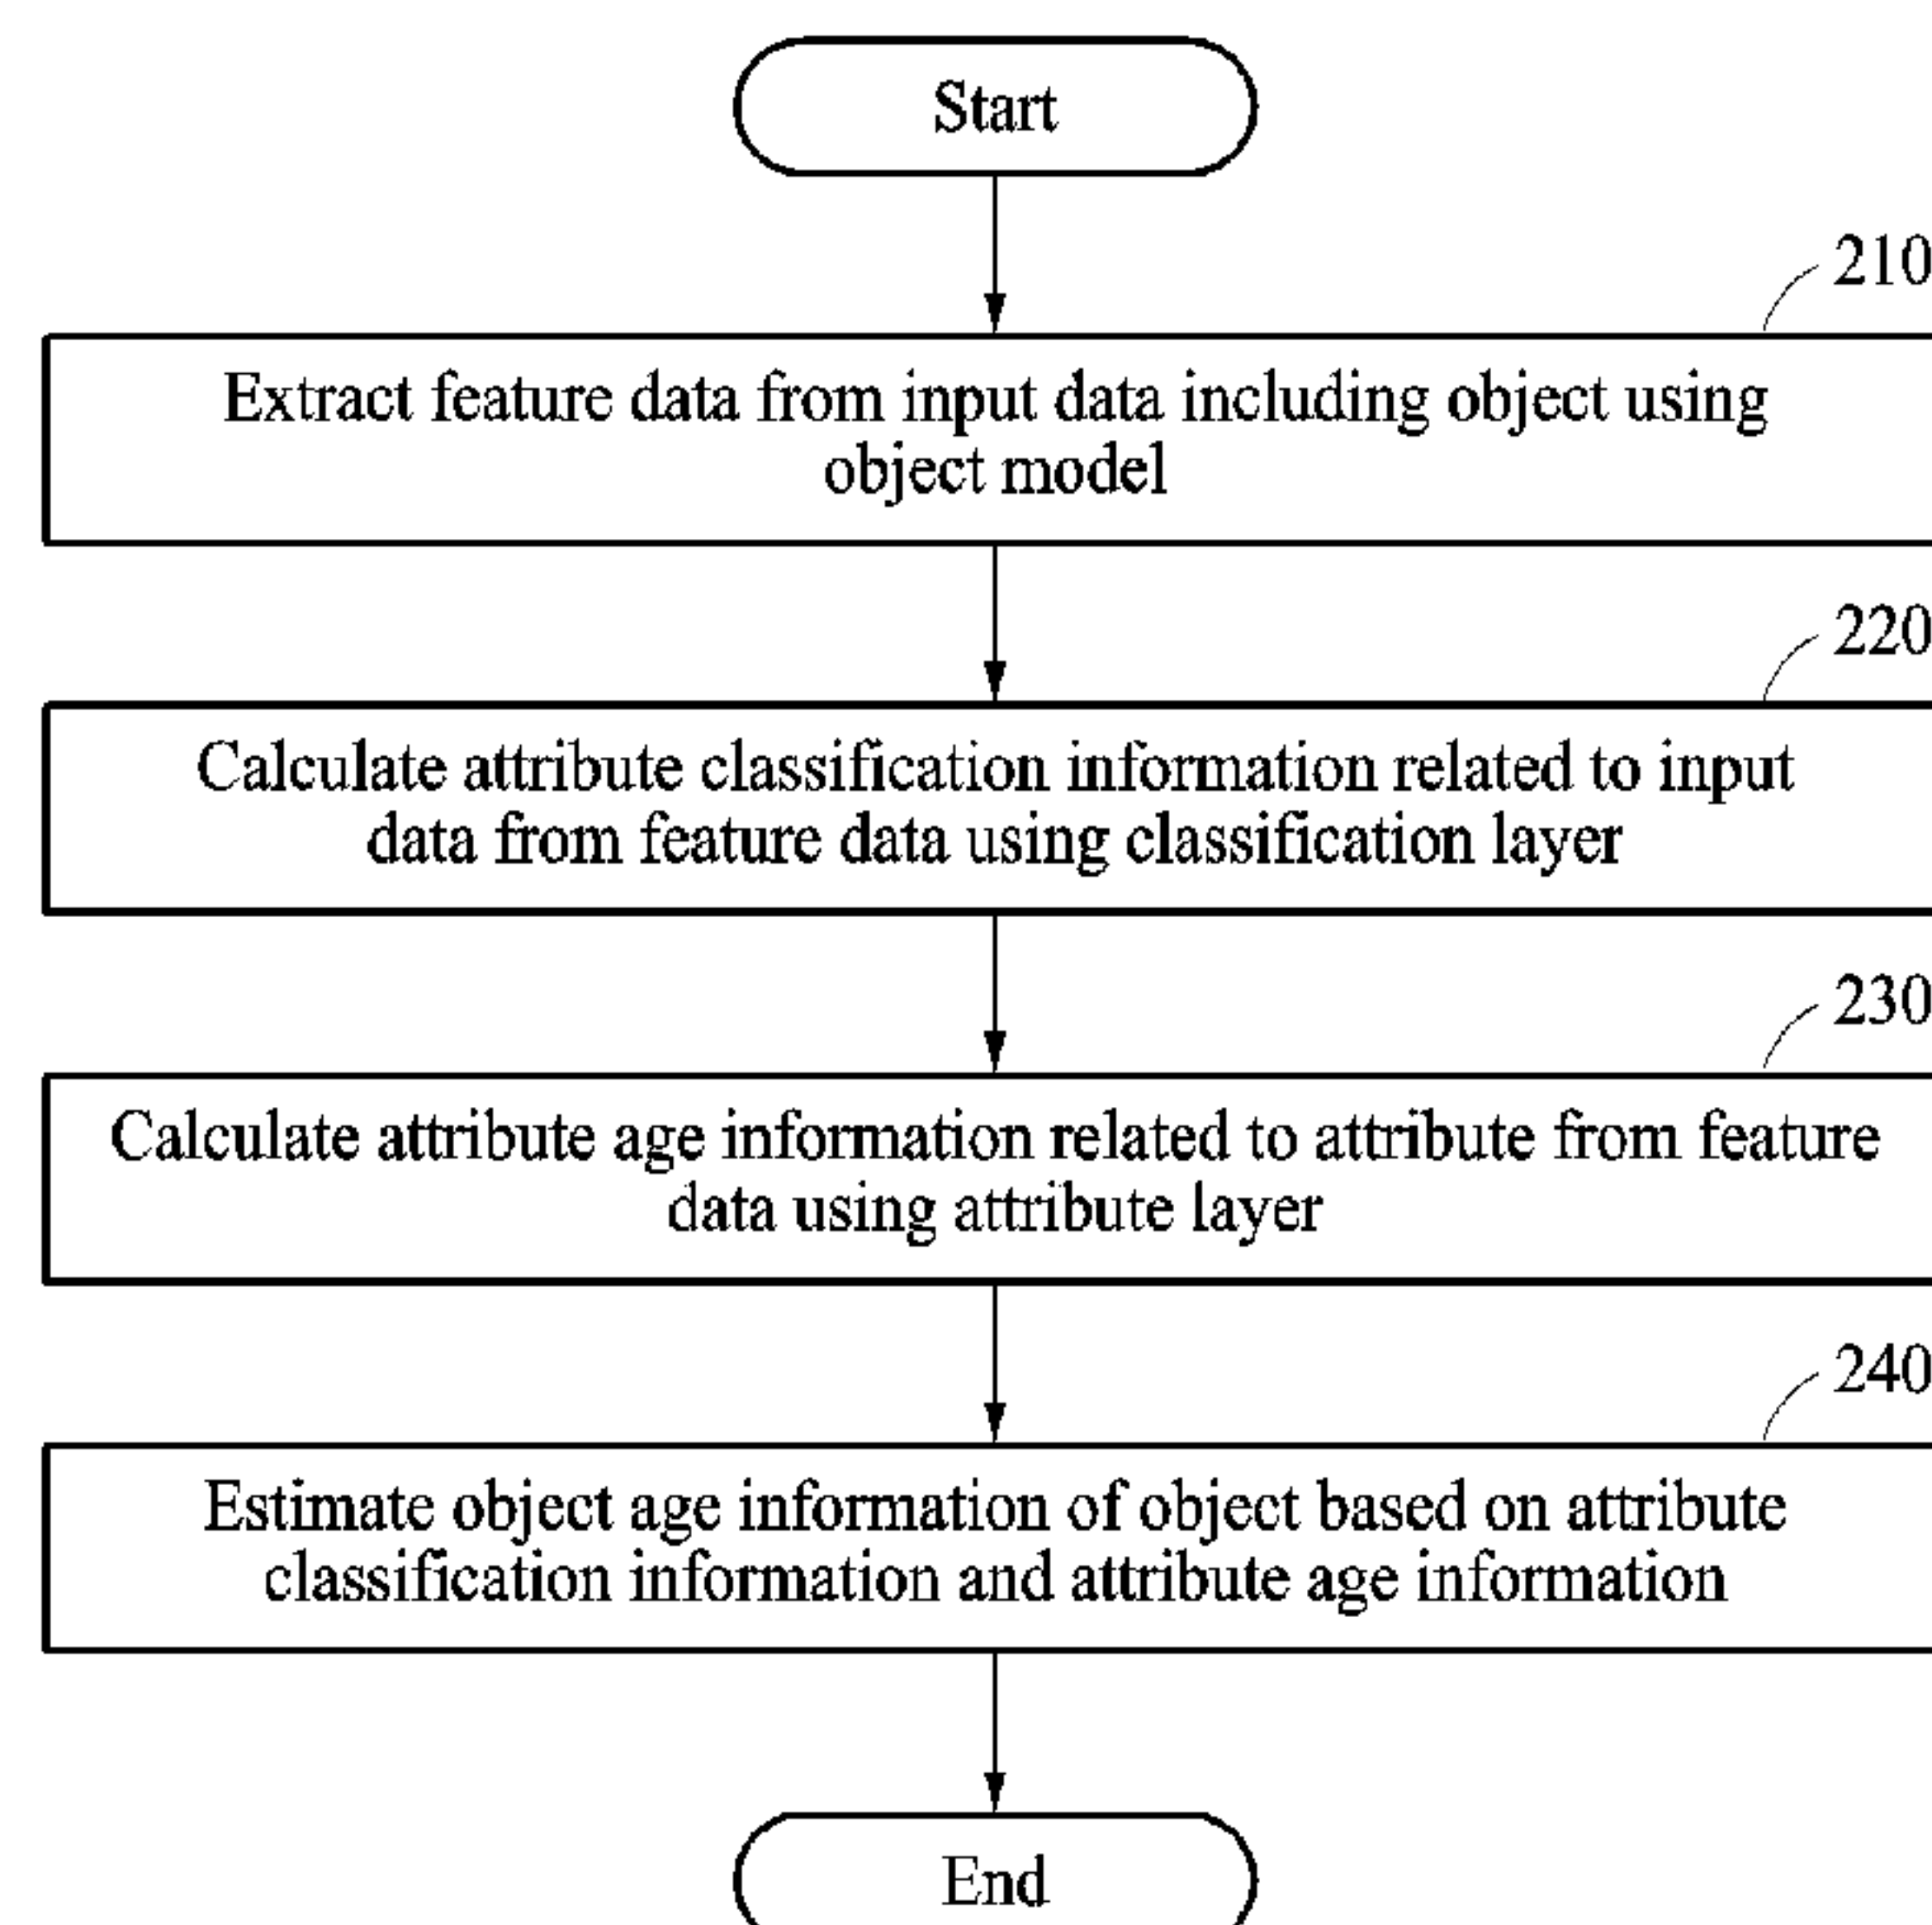 Start
210
Extract feature data from input data including object using
object model
220
Calculate attribute classification information related to input
data from feature data using classification layer
230
Calculate attribute age information related to attribute from feature
data using attribute layer
240
Estimate object age information of object based on attribute
classification information and attribute age information
End